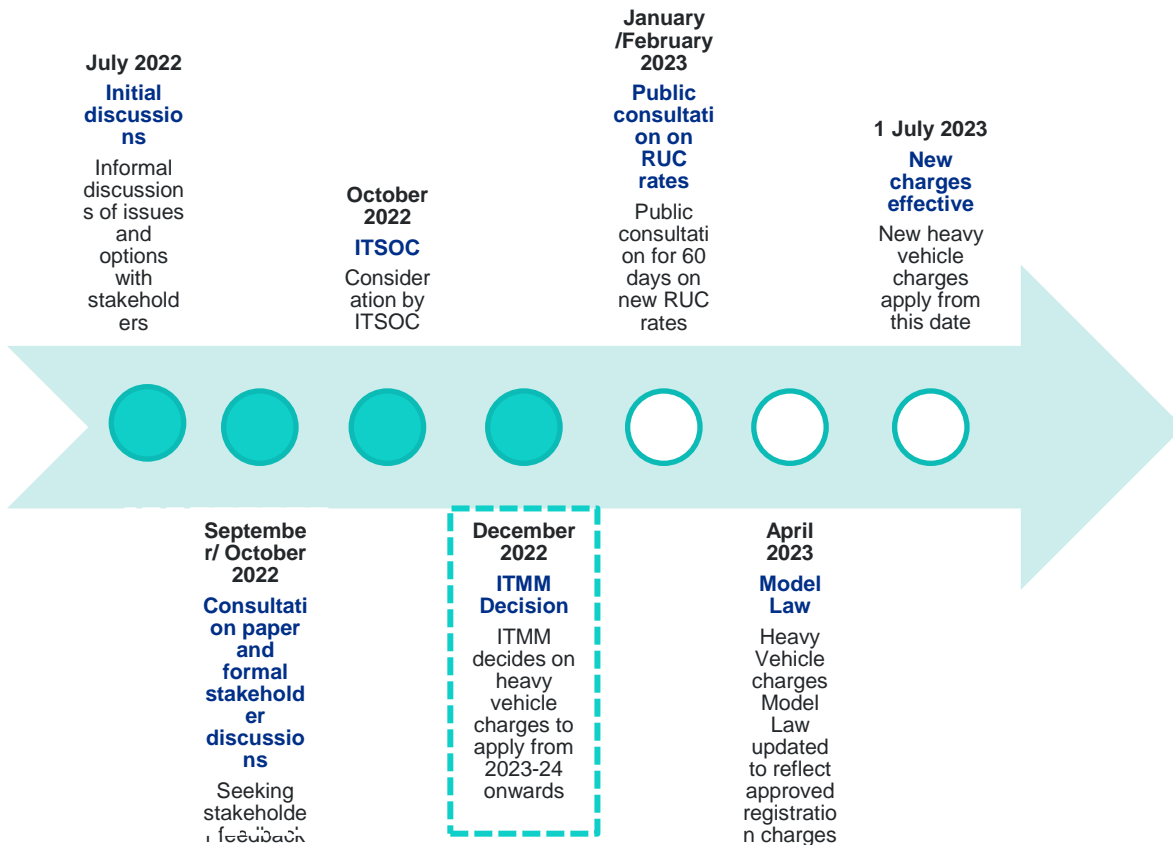 July 2022
Initial
discussio
ns
Informal
discussion
s of issues
and
options
with
stakehold
ers
Septembe
r/ October
2022
Consultati
on paper
and
formal
stakehold
er
discussio
ns
Seeking
stakeholde
r feedback
October
2022
ITSOC
Consider
ation by
ITSOC
December
2022
ITMM
Decision
ITMM
decides on
heavy
vehicle
charges to
apply from
2023-24
onwards
January
/February
2023
Public
consultati
on on
RUC
rates
Public
consultati
on for 60
days on
new RUC
rates
April
2023
Model
Law
Heavy
Vehicle
charges
Model
Law
updated
to reflect
approved
registratio
n charges
1 July 2023
New
charges
effective
New heavy
vehicle
charges
apply from
this date